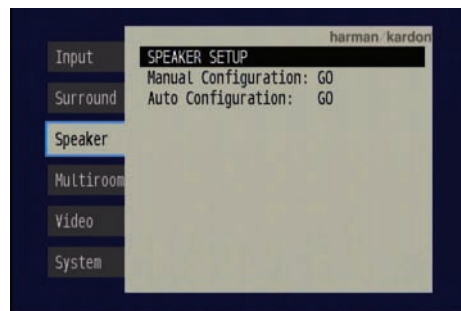 harman/kardon
Input
Surround
Speaker
Multiroom
Video
System
SPEAKER SETUP
Manual Configuration: GO
Auto Configuration: GO